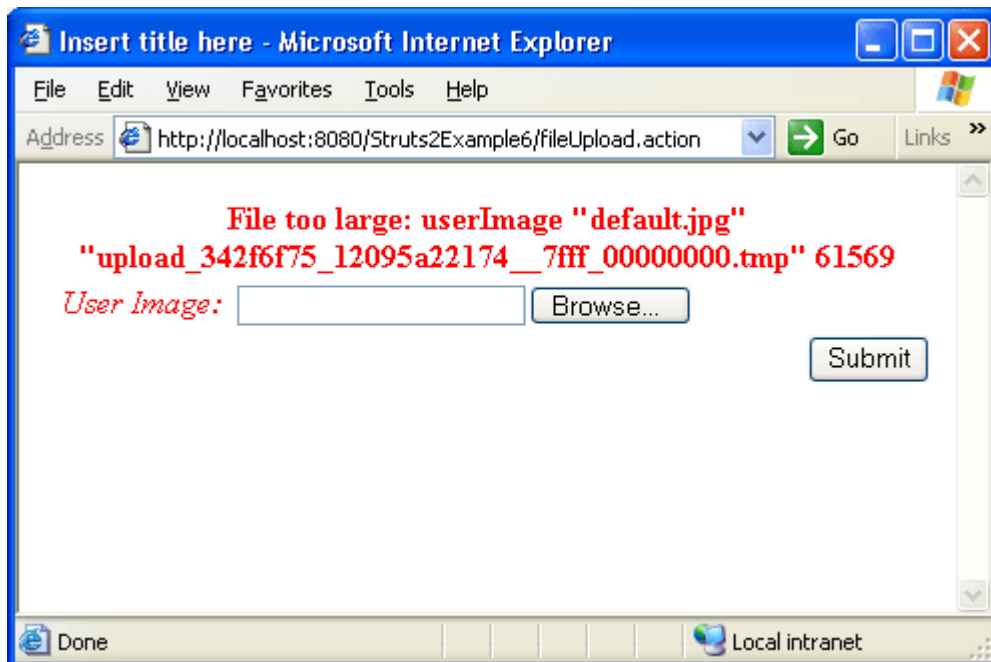 Insert title here - Microsoft Internet Explorer
File Edit View Favorites Tools Help
Address http://localhost:8080/Struts2Example6/fileUpload.action Go Links »
File too large: userImage "default.jpg"
"upload_342f6f75_12095a22174__7fff_00000000.tmp" 61569
User Image: Browse...
Submit
Done Local intranet